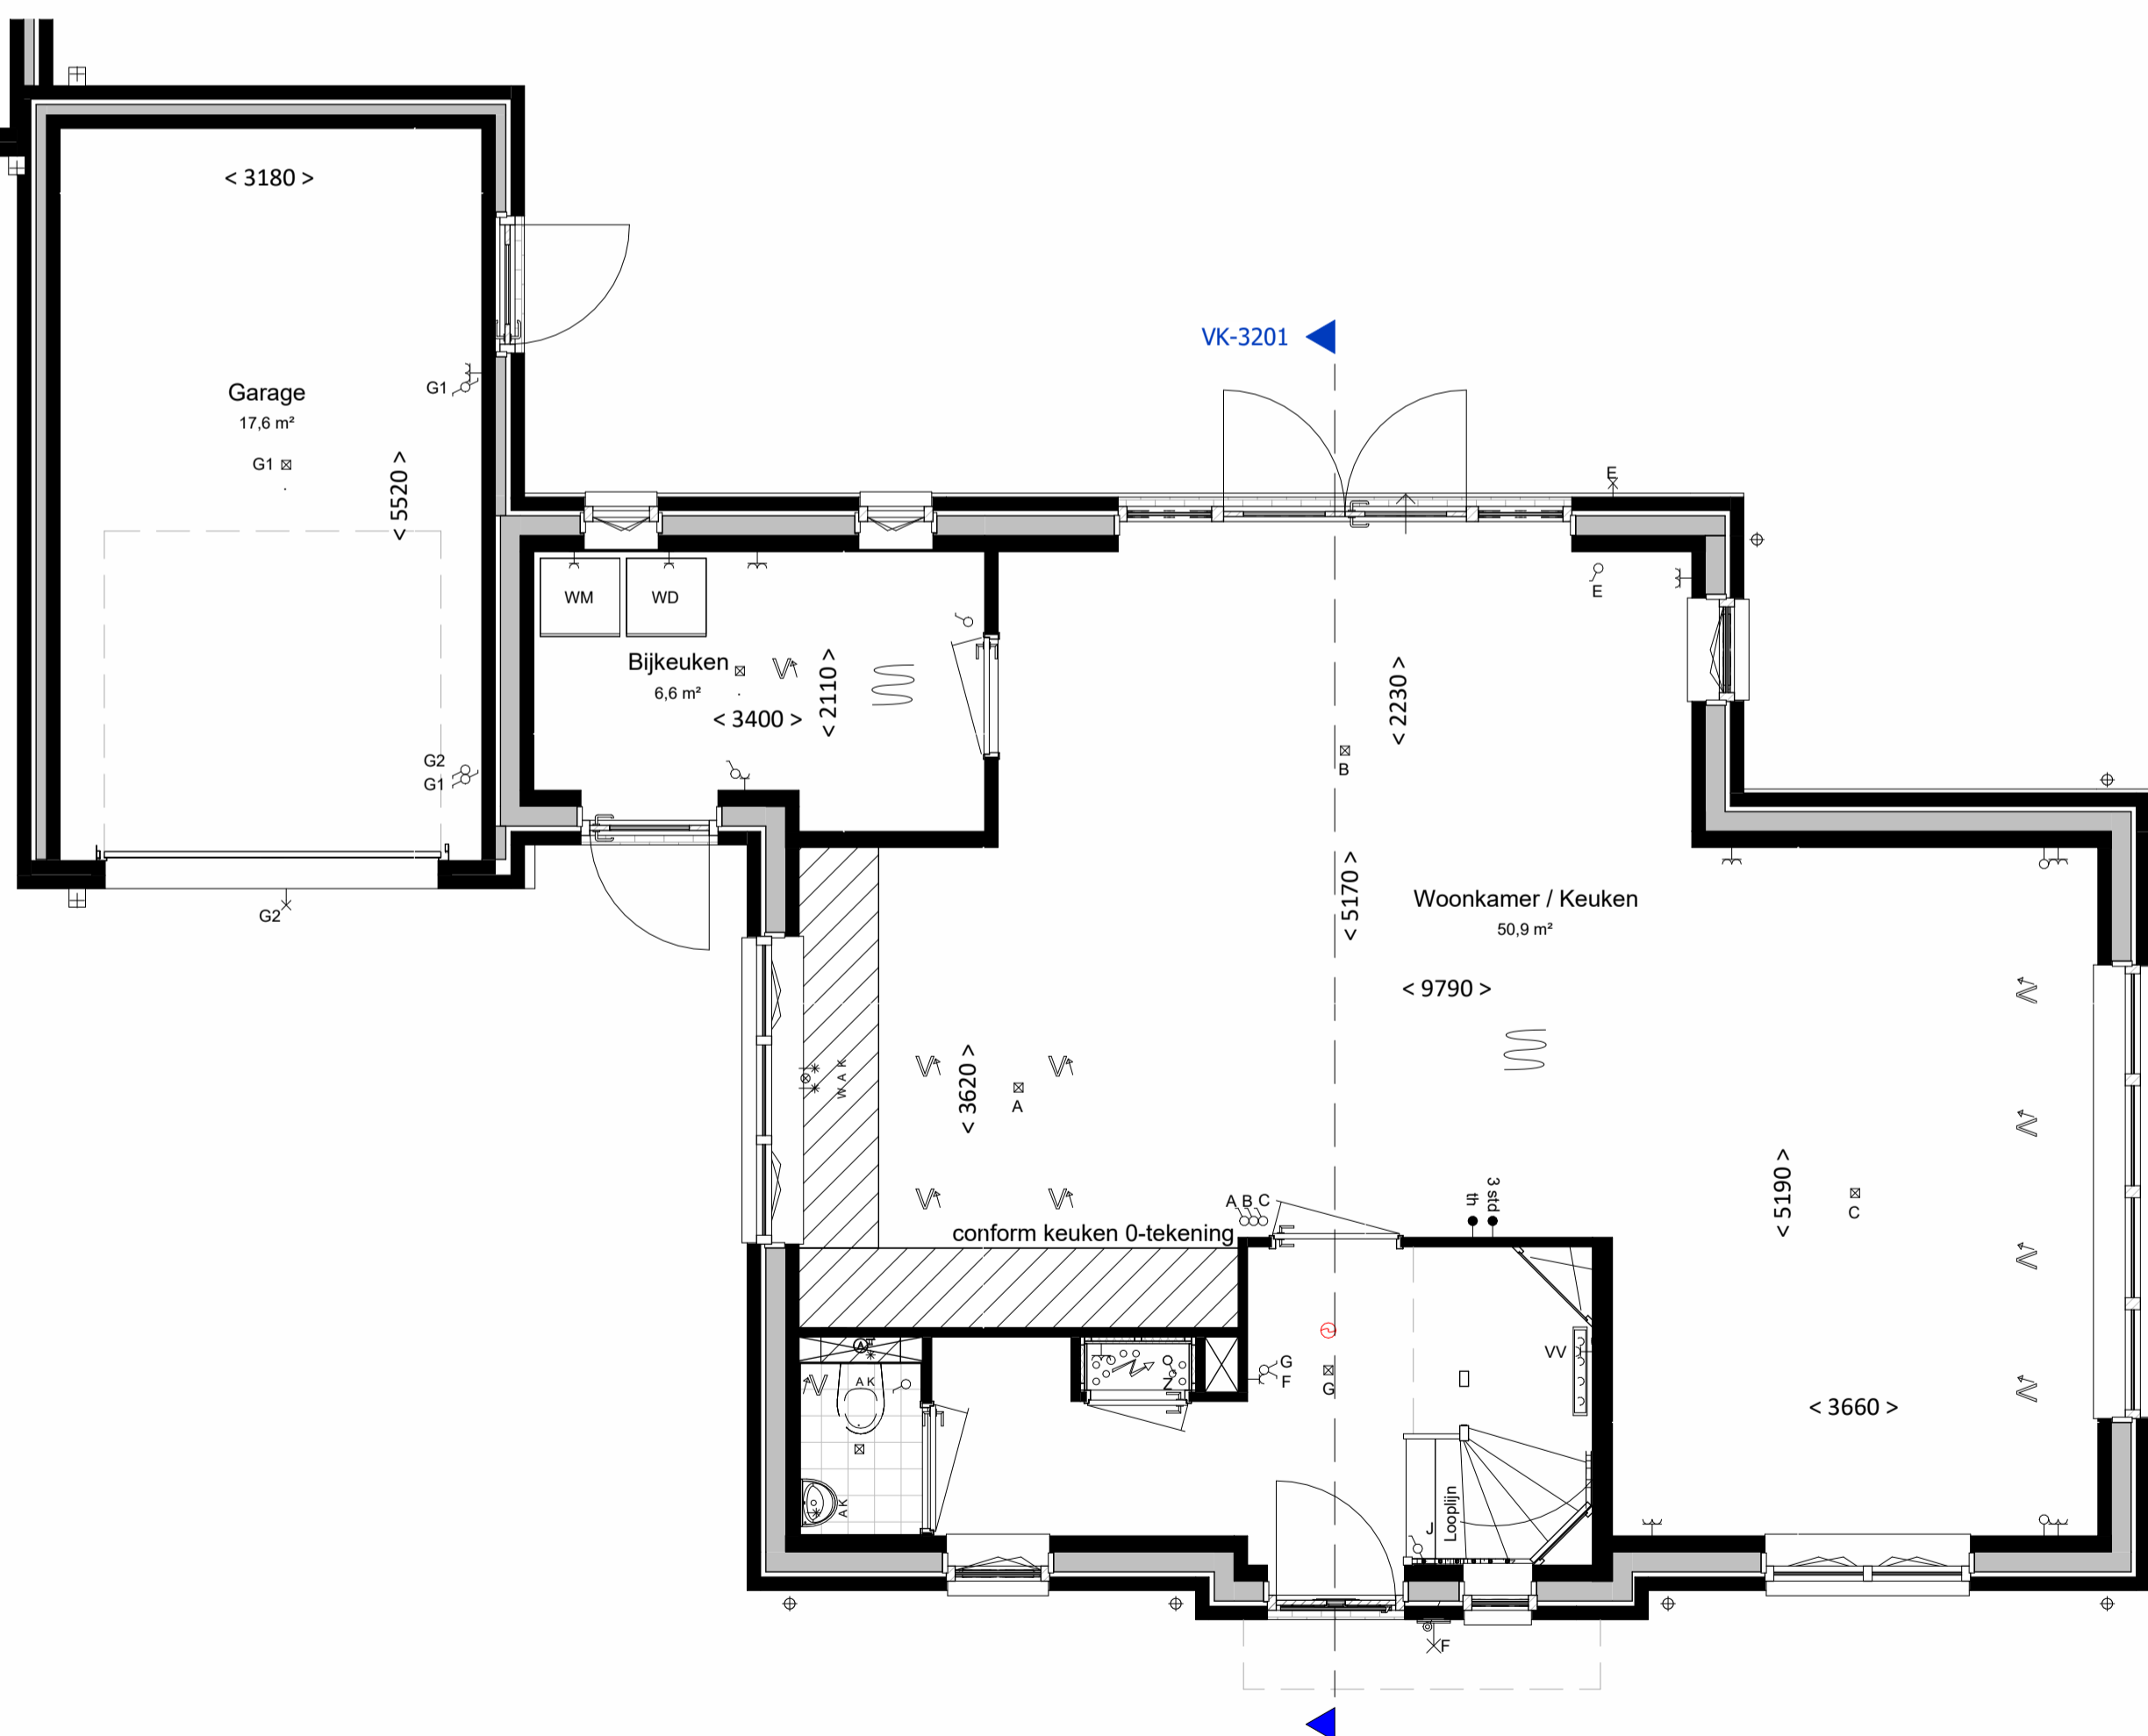 < 3180 >
VK-3201
G1
Garage
17,6 m²
G1
< 5520 >
E
E
WM
WD
Bijkeuken
6,6 m²
< 3400 >
< 2110 >
< 2230 >
B
G2
G1
G2
< 5170 >
Woonkamer / Keuken
50,9 m²
< 9790 >
W A K
< 3620 >
A
A B C
th
3 std
< 5190 >
C
conform keuken 0-tekening
A
A K
Z
G
F
G
VV
< 3660 >
A K
J
Looplijn
F